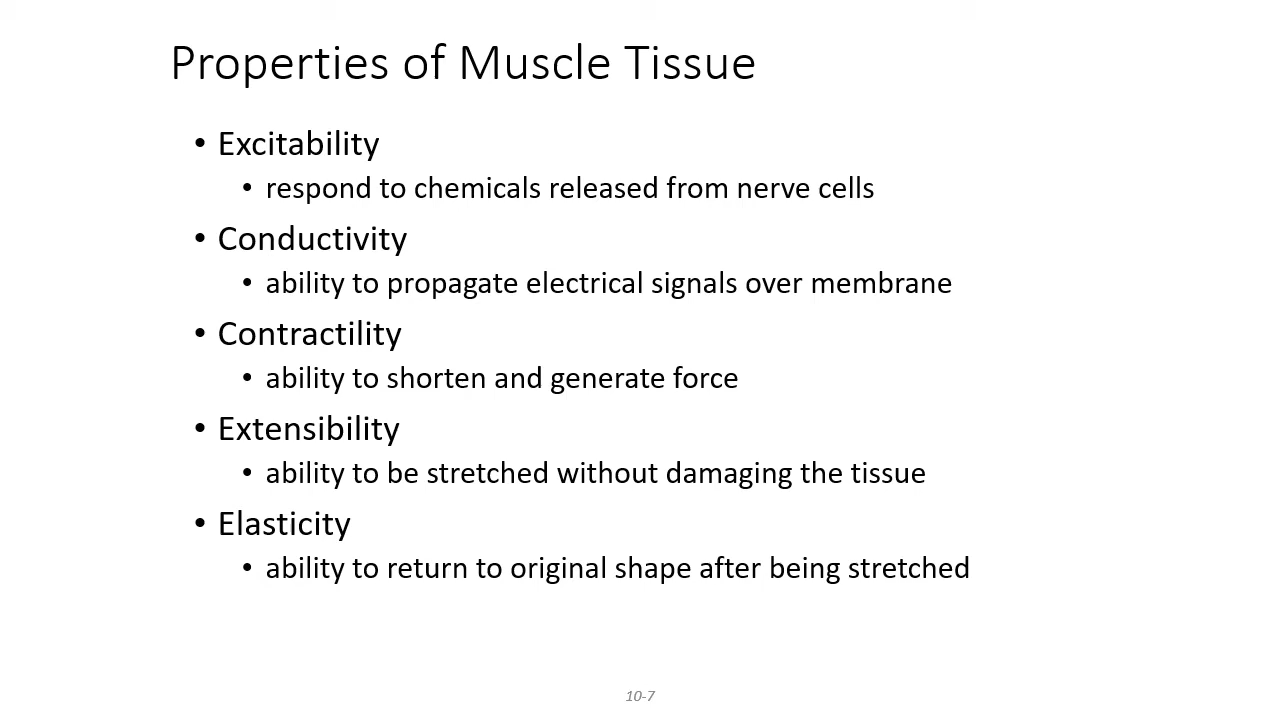 Properties of Muscle Tissue
• Excitability
• respond to chemicals released from nerve cells
• Conductivity
• ability to propagate electrical signals over membrane
• Contractility
• ability to shorten and generate force
• Extensibility
• ability to be stretched without damaging the tissue
• Elasticity
• ability to return to original shape after being stretched
10-7